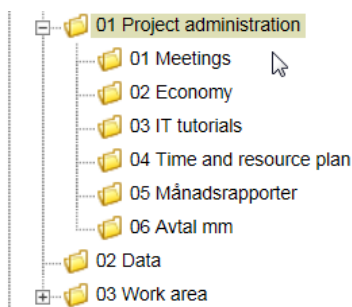 01 Project administration
01 Meetings
02 Economy
03 IT tutorials
04 Time and resource plan
05 Månadsrapporter
06 Avtal mm
02 Data
03 Work area